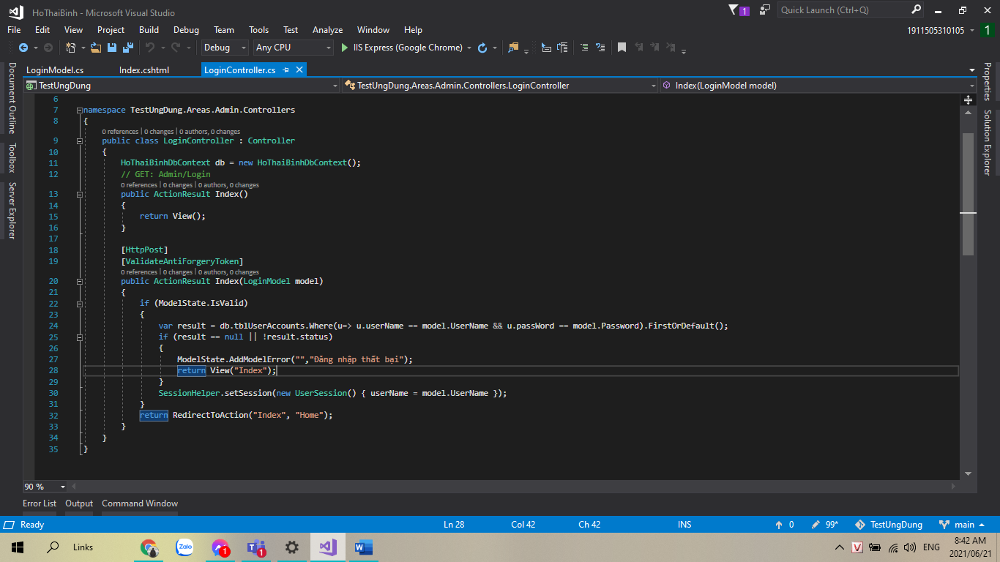 HoThaiBinh - Microsoft Visual Studio
1
Quick Launch (Ctrl+Q)
File Edit View Project Build Debug Team Tools Test Analyze Window Help
1911505310105 1
Debug Any CPU IIS Express (Google Chrome)
LoginModel.cs Index.cshtml LoginController.cs
TestUngDung TestUngDung.Areas.Admin.Controllers.LoginController Index(LoginModel model)
Document Outline
Toolbox
Server Explorer
Properties
Solution Explorer
6
7 namespace TestUngDung.Areas.Admin.Controllers
8 {
0 references | 0 changes | 0 authors, 0 changes
9 public class LoginController : Controller
10 {
11 HoThaiBinhDbContext db = new HoThaiBinhDbContext();
12 // GET: Admin/Login
0 references | 0 changes | 0 authors, 0 changes
13 public ActionResult Index()
14 {
15 return View();
16 }
17
18 [HttpPost]
19 [ValidateAntiForgeryToken]
0 references | 0 changes | 0 authors, 0 changes
20 public ActionResult Index(LoginModel model)
21 {
22 if (ModelState.IsValid)
23 {
24 var result = db.tblUserAccounts.Where(u=> u.userName == model.UserName && u.passWord == model.Password).FirstOrDefault();
25 if (result == null || !result.status)
26 {
27 ModelState.AddModelError("","Đăng nhập thất bại");
28 return View("Index");
29 }
30 SessionHelper.setSession(new UserSession() { userName = model.UserName });
31 }
32 return RedirectToAction("Index", "Home");
33 }
34 }
35 }
90 %
Error List Output Command Window
Ready Ln 28 Col 42 Ch 42 INS 0 99* TestUngDung main
Links Zalo 1 1 W V ENG 8:42 AM
2021/06/21